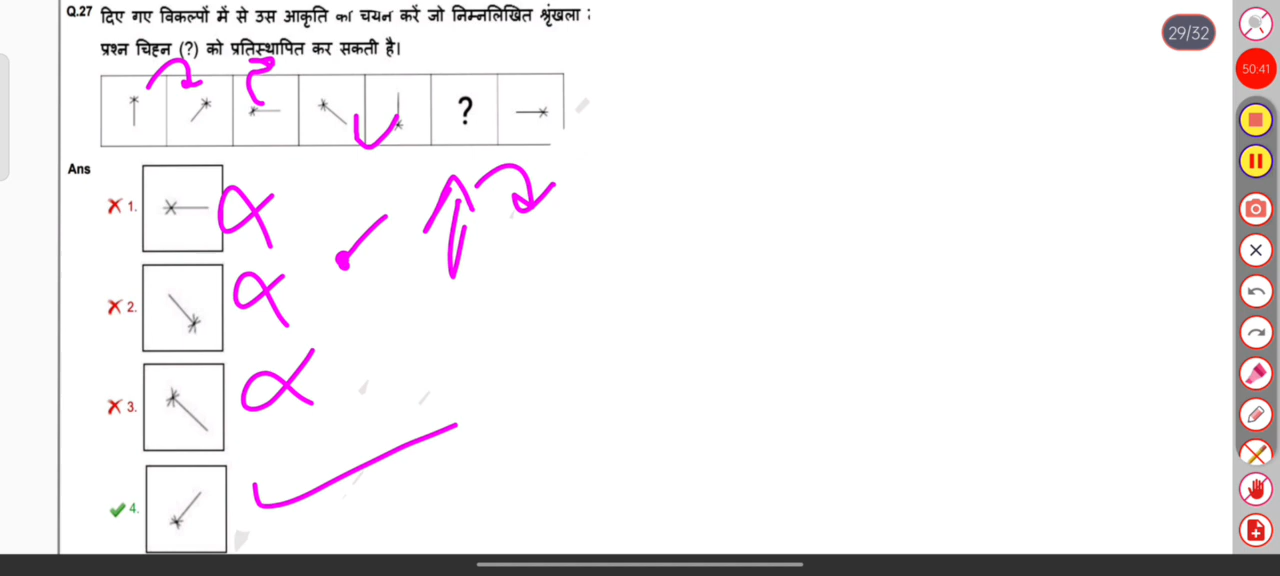 Q.27 दिए गए विकल्पों में से उस आकृति का चयन करें जो निम्नलिखित श्रृंखला :
प्रश्न चिह्न (?) को प्रतिस्थापित कर सकती है।
29/32
50:41
?
Ans
1.
2.
3.
4.